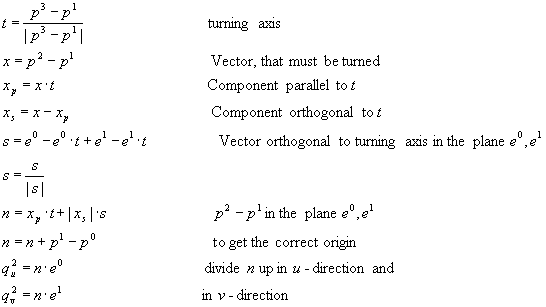 t = \frac{p^3 - p^1}{| p^3 - p^1 |} turning axis
x = p^2 - p^1 Vector, that must be turned
x_p = x \cdot t Component parallel to t
x_s = x - x_p Component orthogonal to t
s = e^0 - e^0 \cdot t + e^1 - e^1 \cdot t Vector orthogonal to turning axis in the plane e^0, e^1
s = \frac{s}{| s |}
n = x_p \cdot t + | x_s | \cdot s p^2 - p^1 in the plane e^0, e^1
n = n + p^1 - p^0 to get the correct origin
q_u^2 = n \cdot e^0 divide n up in u - direction and
q_v^2 = n \cdot e^1 in v - direction